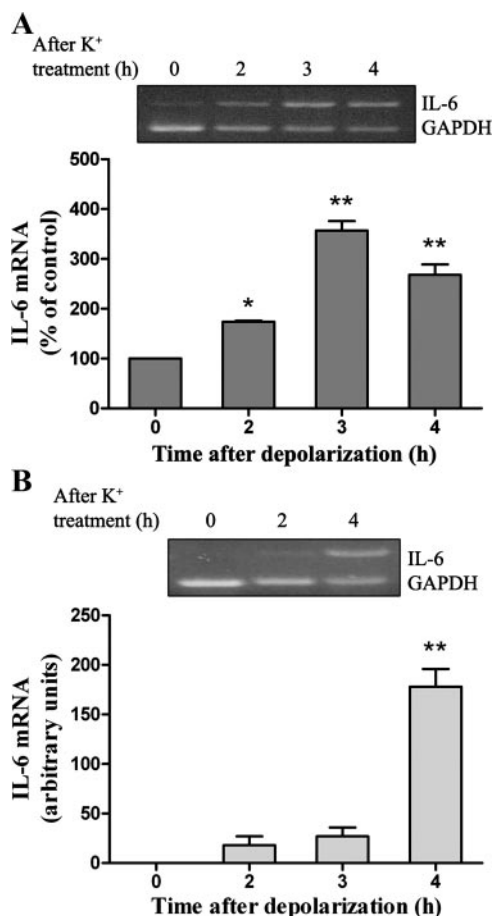 A
After K⁺
treatment (h) 0 2 3 4
IL-6
GAPDH
500
400
300
200
100
0
IL-6 mRNA
(% of control)
*
**
**
0 2 3 4
Time after depolarization (h)
B
After K⁺
treatment (h) 0 2 4
IL-6
GAPDH
250
200
150
100
50
0
IL-6 mRNA
(arbitrary units)
**
0 2 3 4
Time after depolarization (h)